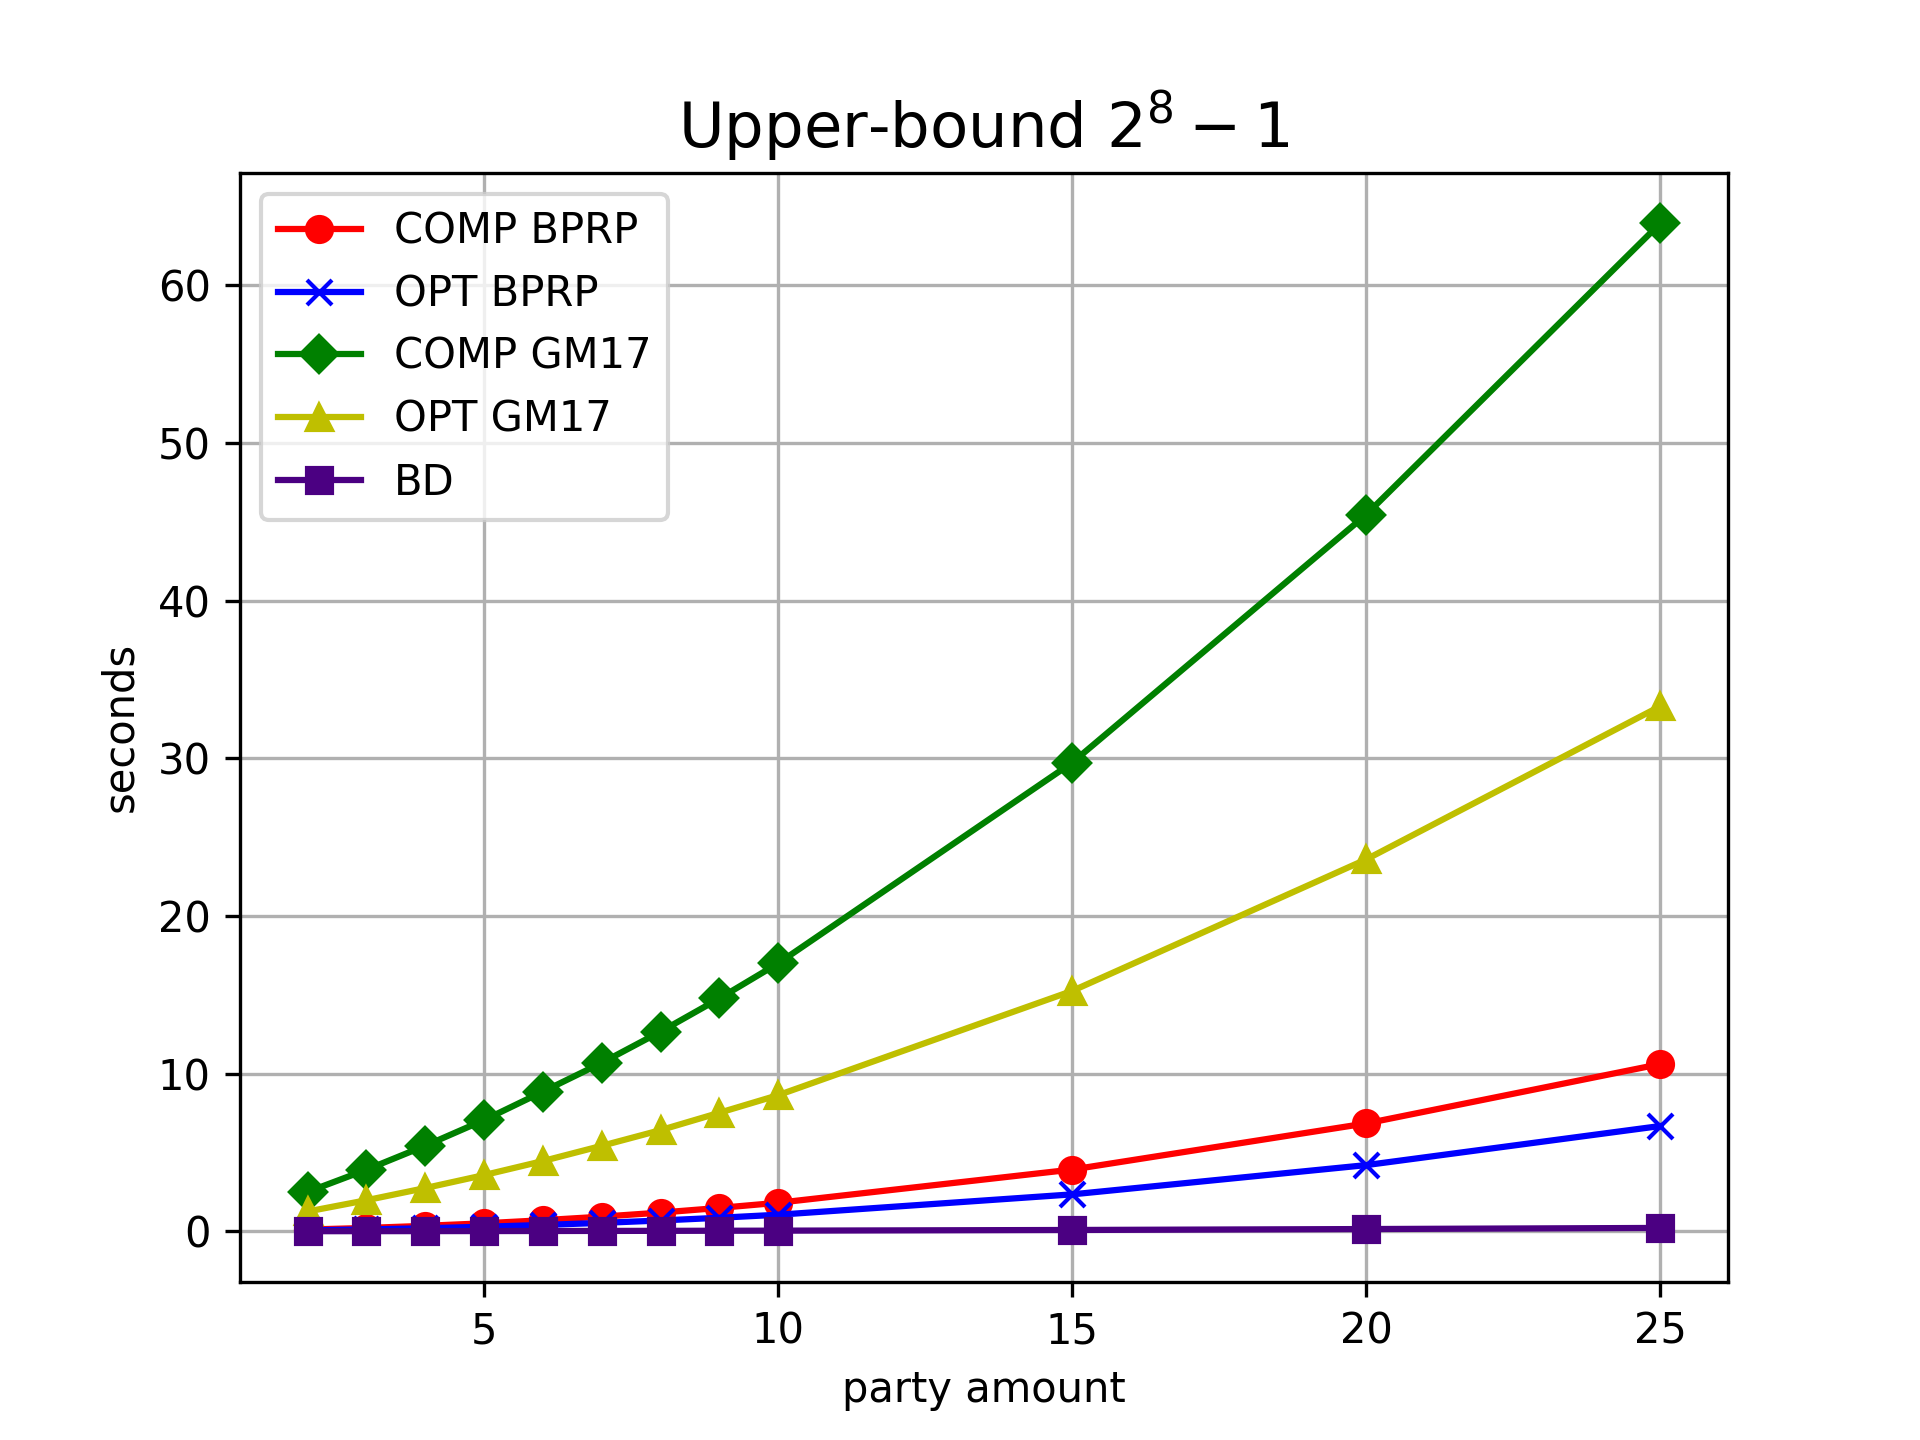 Upper-bound 2⁸ − 1
COMP BPRP
OPT BPRP
COMP GM17
OPT GM17
BD
60
50
40
30
20
10
0
seconds
5 10 15 20 25
party amount